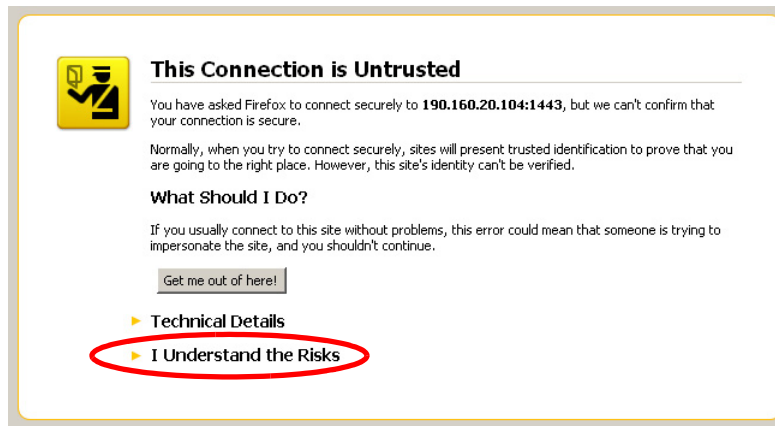 This Connection is Untrusted
You have asked Firefox to connect securely to 190.160.20.104:1443, but we can't confirm that
your connection is secure.
Normally, when you try to connect securely, sites will present trusted identification to prove that you
are going to the right place. However, this site's identity can't be verified.
What Should I Do?
If you usually connect to this site without problems, this error could mean that someone is trying to
impersonate the site, and you shouldn't continue.
Get me out of here!
Technical Details
I Understand the Risks